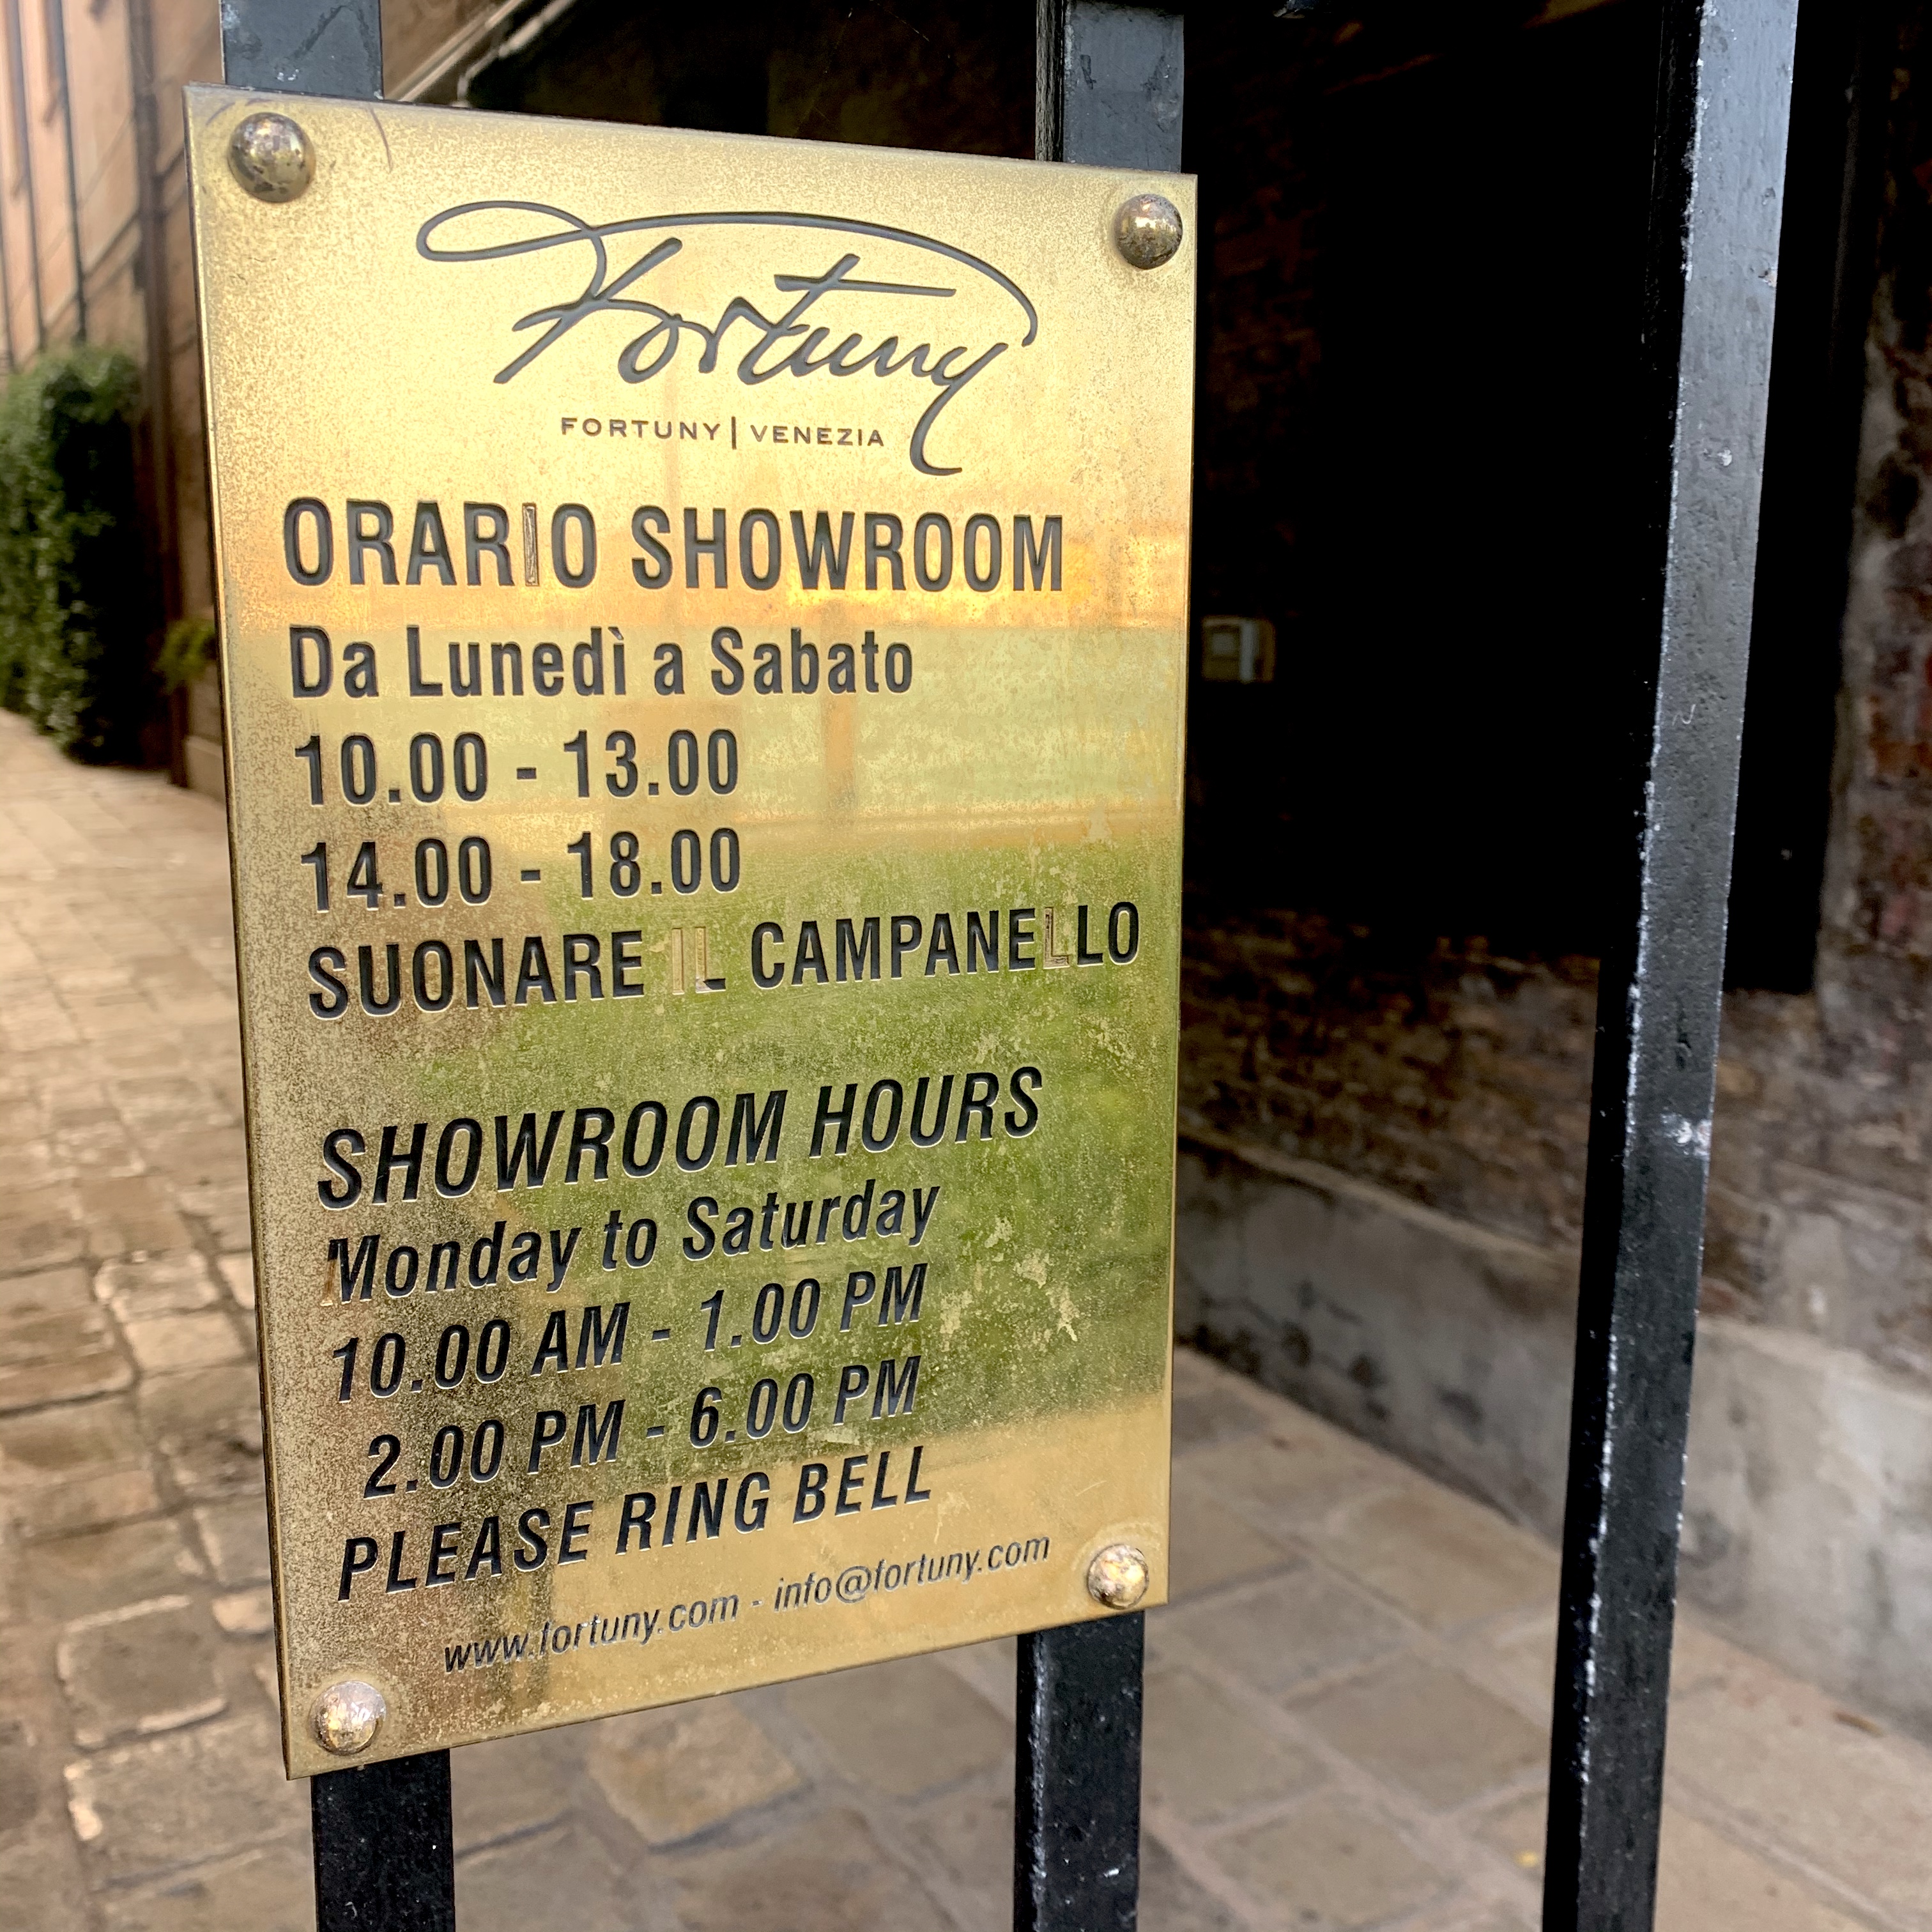 Fortuny
FORTUNY | VENEZIA
ORARIO SHOWROOM
Da Lunedì a Sabato
10.00 - 13.00
14.00 - 18.00
SUONARE IL CAMPANELLO
SHOWROOM HOURS
Monday to Saturday
10.00 AM - 1.00 PM
2.00 PM - 6.00 PM
PLEASE RING BELL
www.fortuny.com - info@fortuny.com